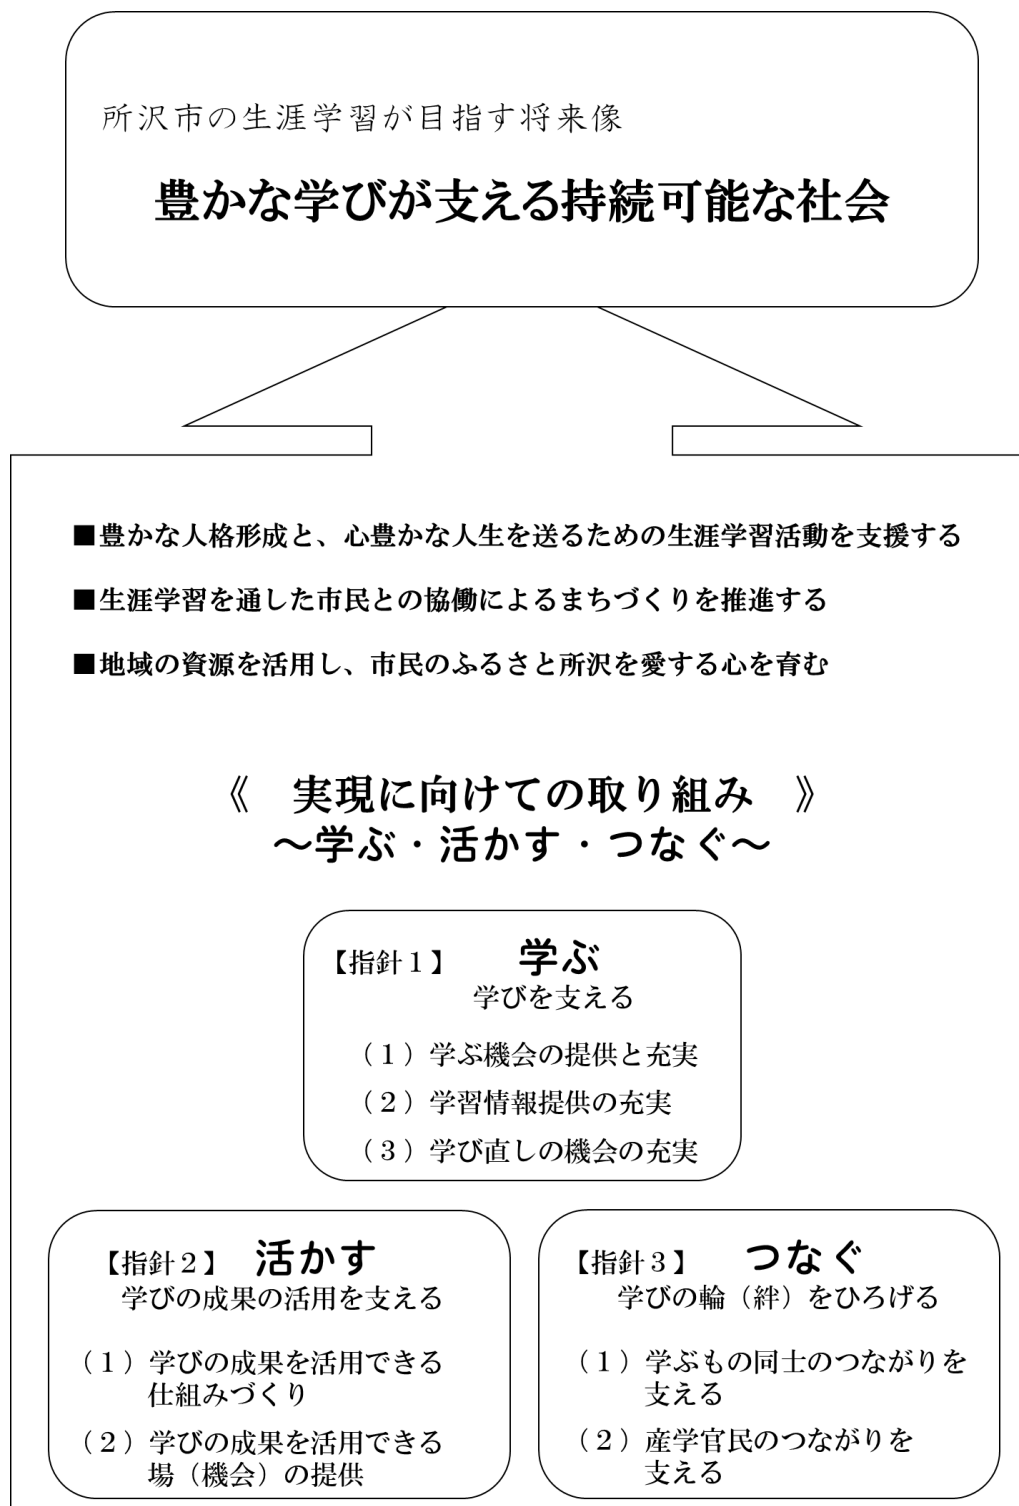 所沢市の生涯学習が目指す将来像
豊かな学びが支える持続可能な社会
■豊かな人格形成と、心豊かな人生を送るための生涯学習活動を支援する
■生涯学習を通した市民との協働によるまちづくりを推進する
■地域の資源を活用し、市民のふるさと所沢を愛する心を育む
《　実現に向けての取り組み　》
～学ぶ・活かす・つなぐ～
【指針１】　学ぶ
学びを支える
（１）学ぶ機会の提供と充実
（２）学習情報提供の充実
（３）学び直しの機会の充実
【指針２】　活かす
学びの成果の活用を支える
（１）学びの成果を活用できる
仕組みづくり
（２）学びの成果を活用できる
場（機会）の提供
【指針３】　つなぐ
学びの輪（絆）をひろげる
（１）学ぶもの同士のつながりを
支える
（２）産学官民のつながりを
支える